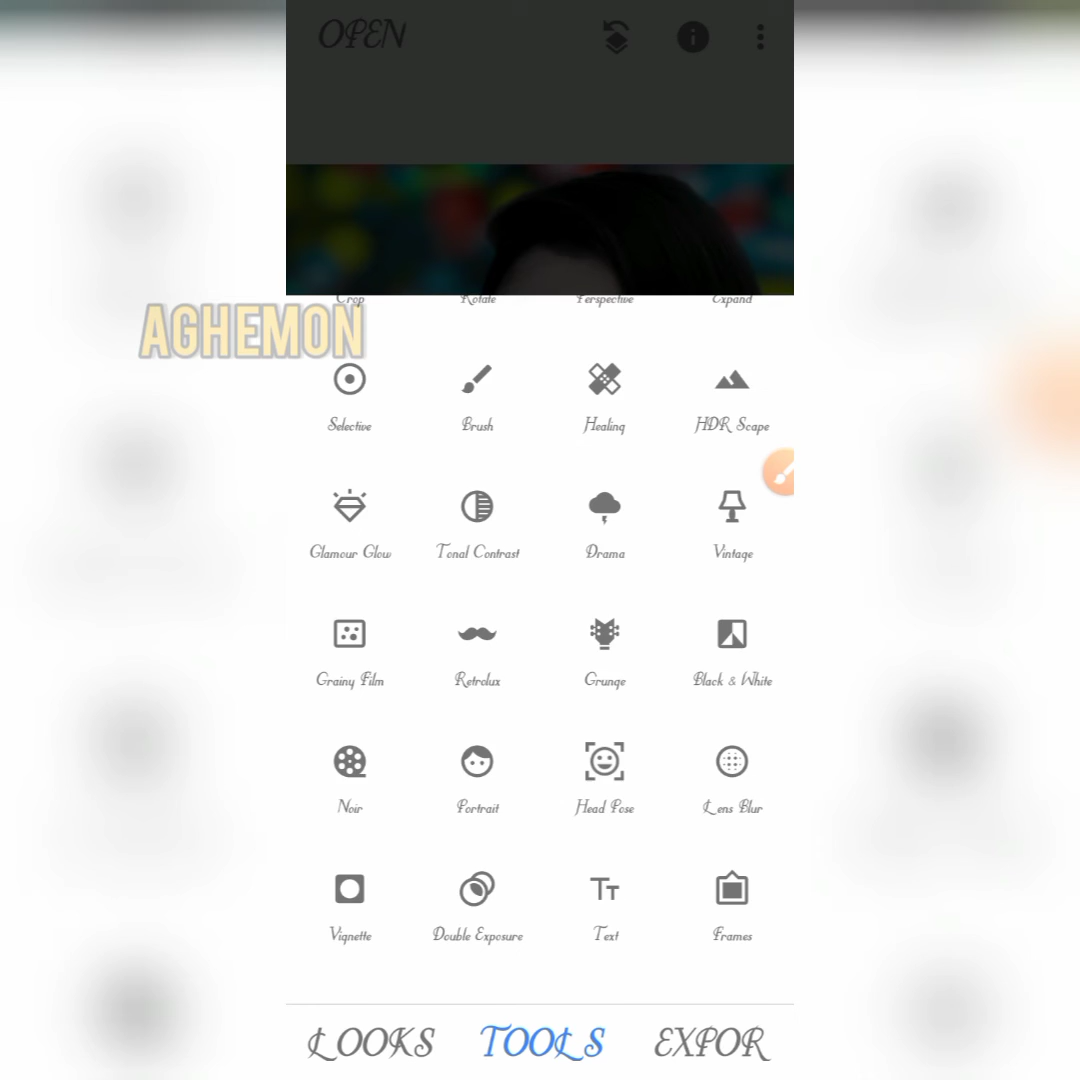 OPEN
Crop Rotate Perspective Expand
AGHEMON
Selective Brush Healing HDR Scape
Glamour Glow Tonal Contrast Drama Vintage
Grainy Film Retrolux Grunge Black & White
Noir Portrait Head Pose Lens Blur
Vignette Double Exposure Text Frames
LOOKS TOOLS EXPOR